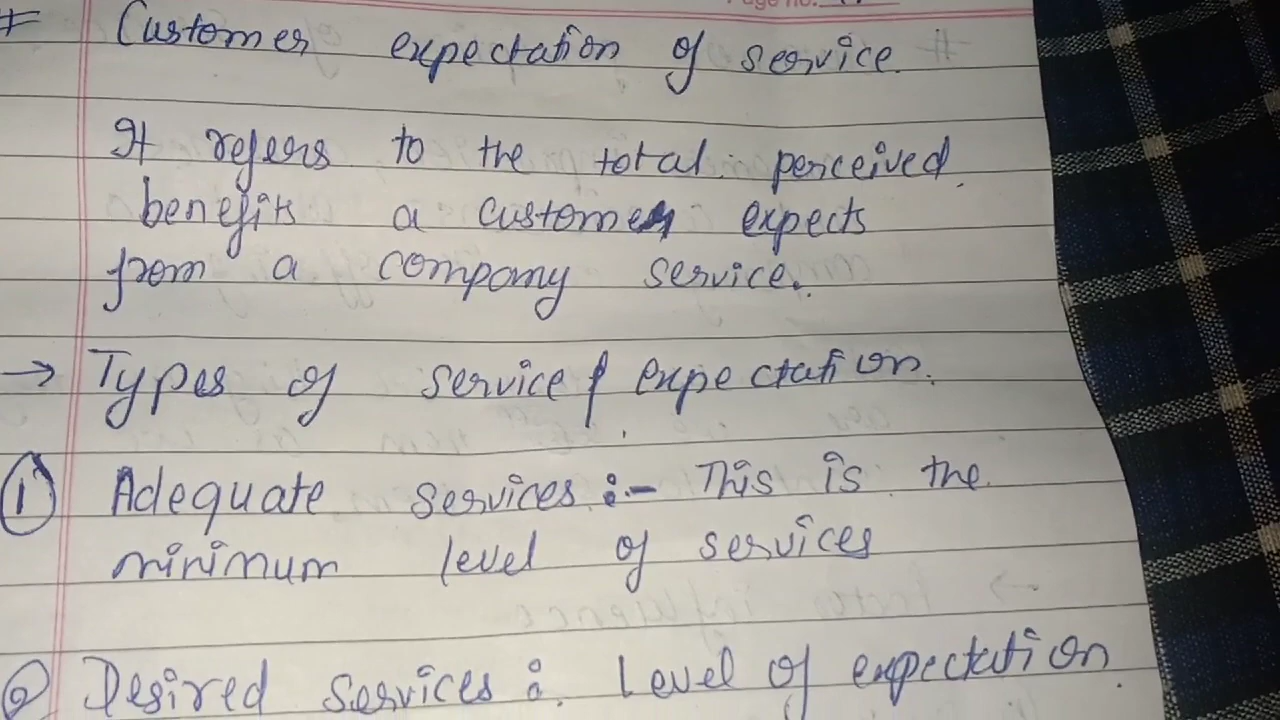 # Customer expectation of service.
It refers to the total perceived
benefits a customer expects
from a company service.
→ Types of service expectation.
① Adequate services :- This is the
minimum level of services
② Desired services : Level of expectation.